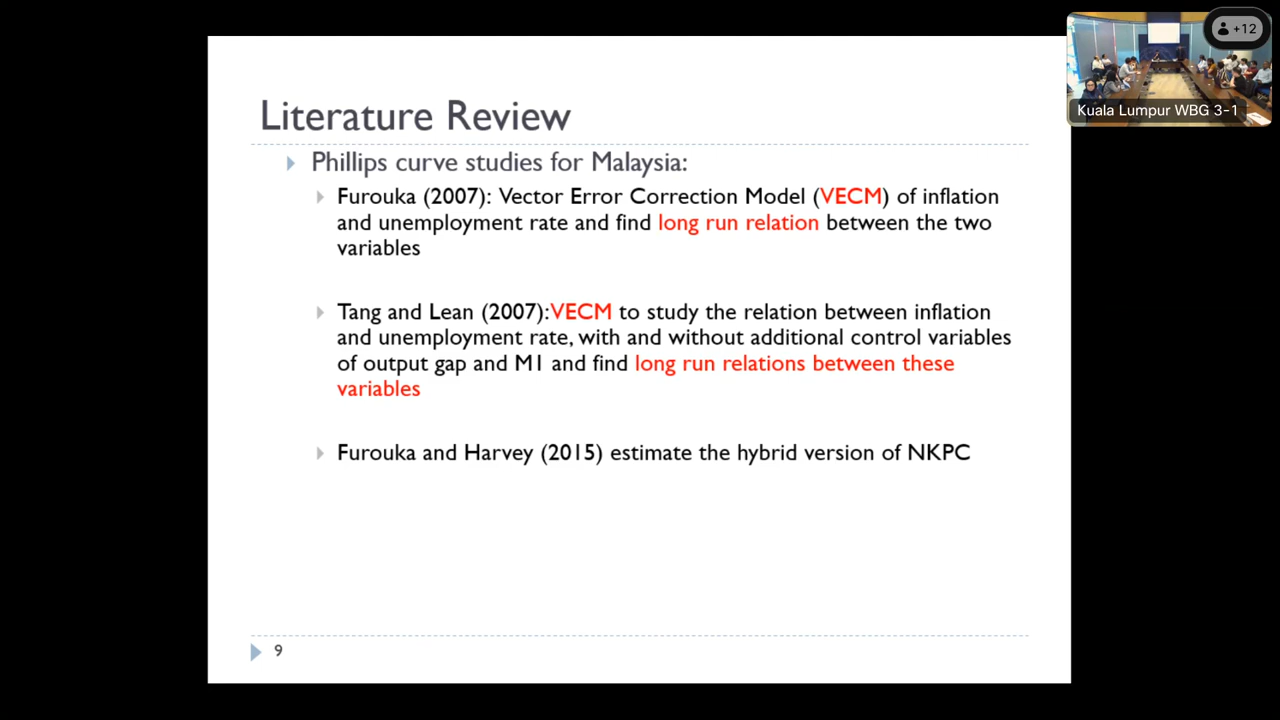 Literature Review
Phillips curve studies for Malaysia:
Furouka (2007): Vector Error Correction Model (VECM) of inflation
and unemployment rate and find long run relation between the two
variables
Tang and Lean (2007):VECM to study the relation between inflation
and unemployment rate, with and without additional control variables
of output gap and M1 and find long run relations between these
variables
Furouka and Harvey (2015) estimate the hybrid version of NKPC
9
+12
Kuala Lumpur WBG 3-1